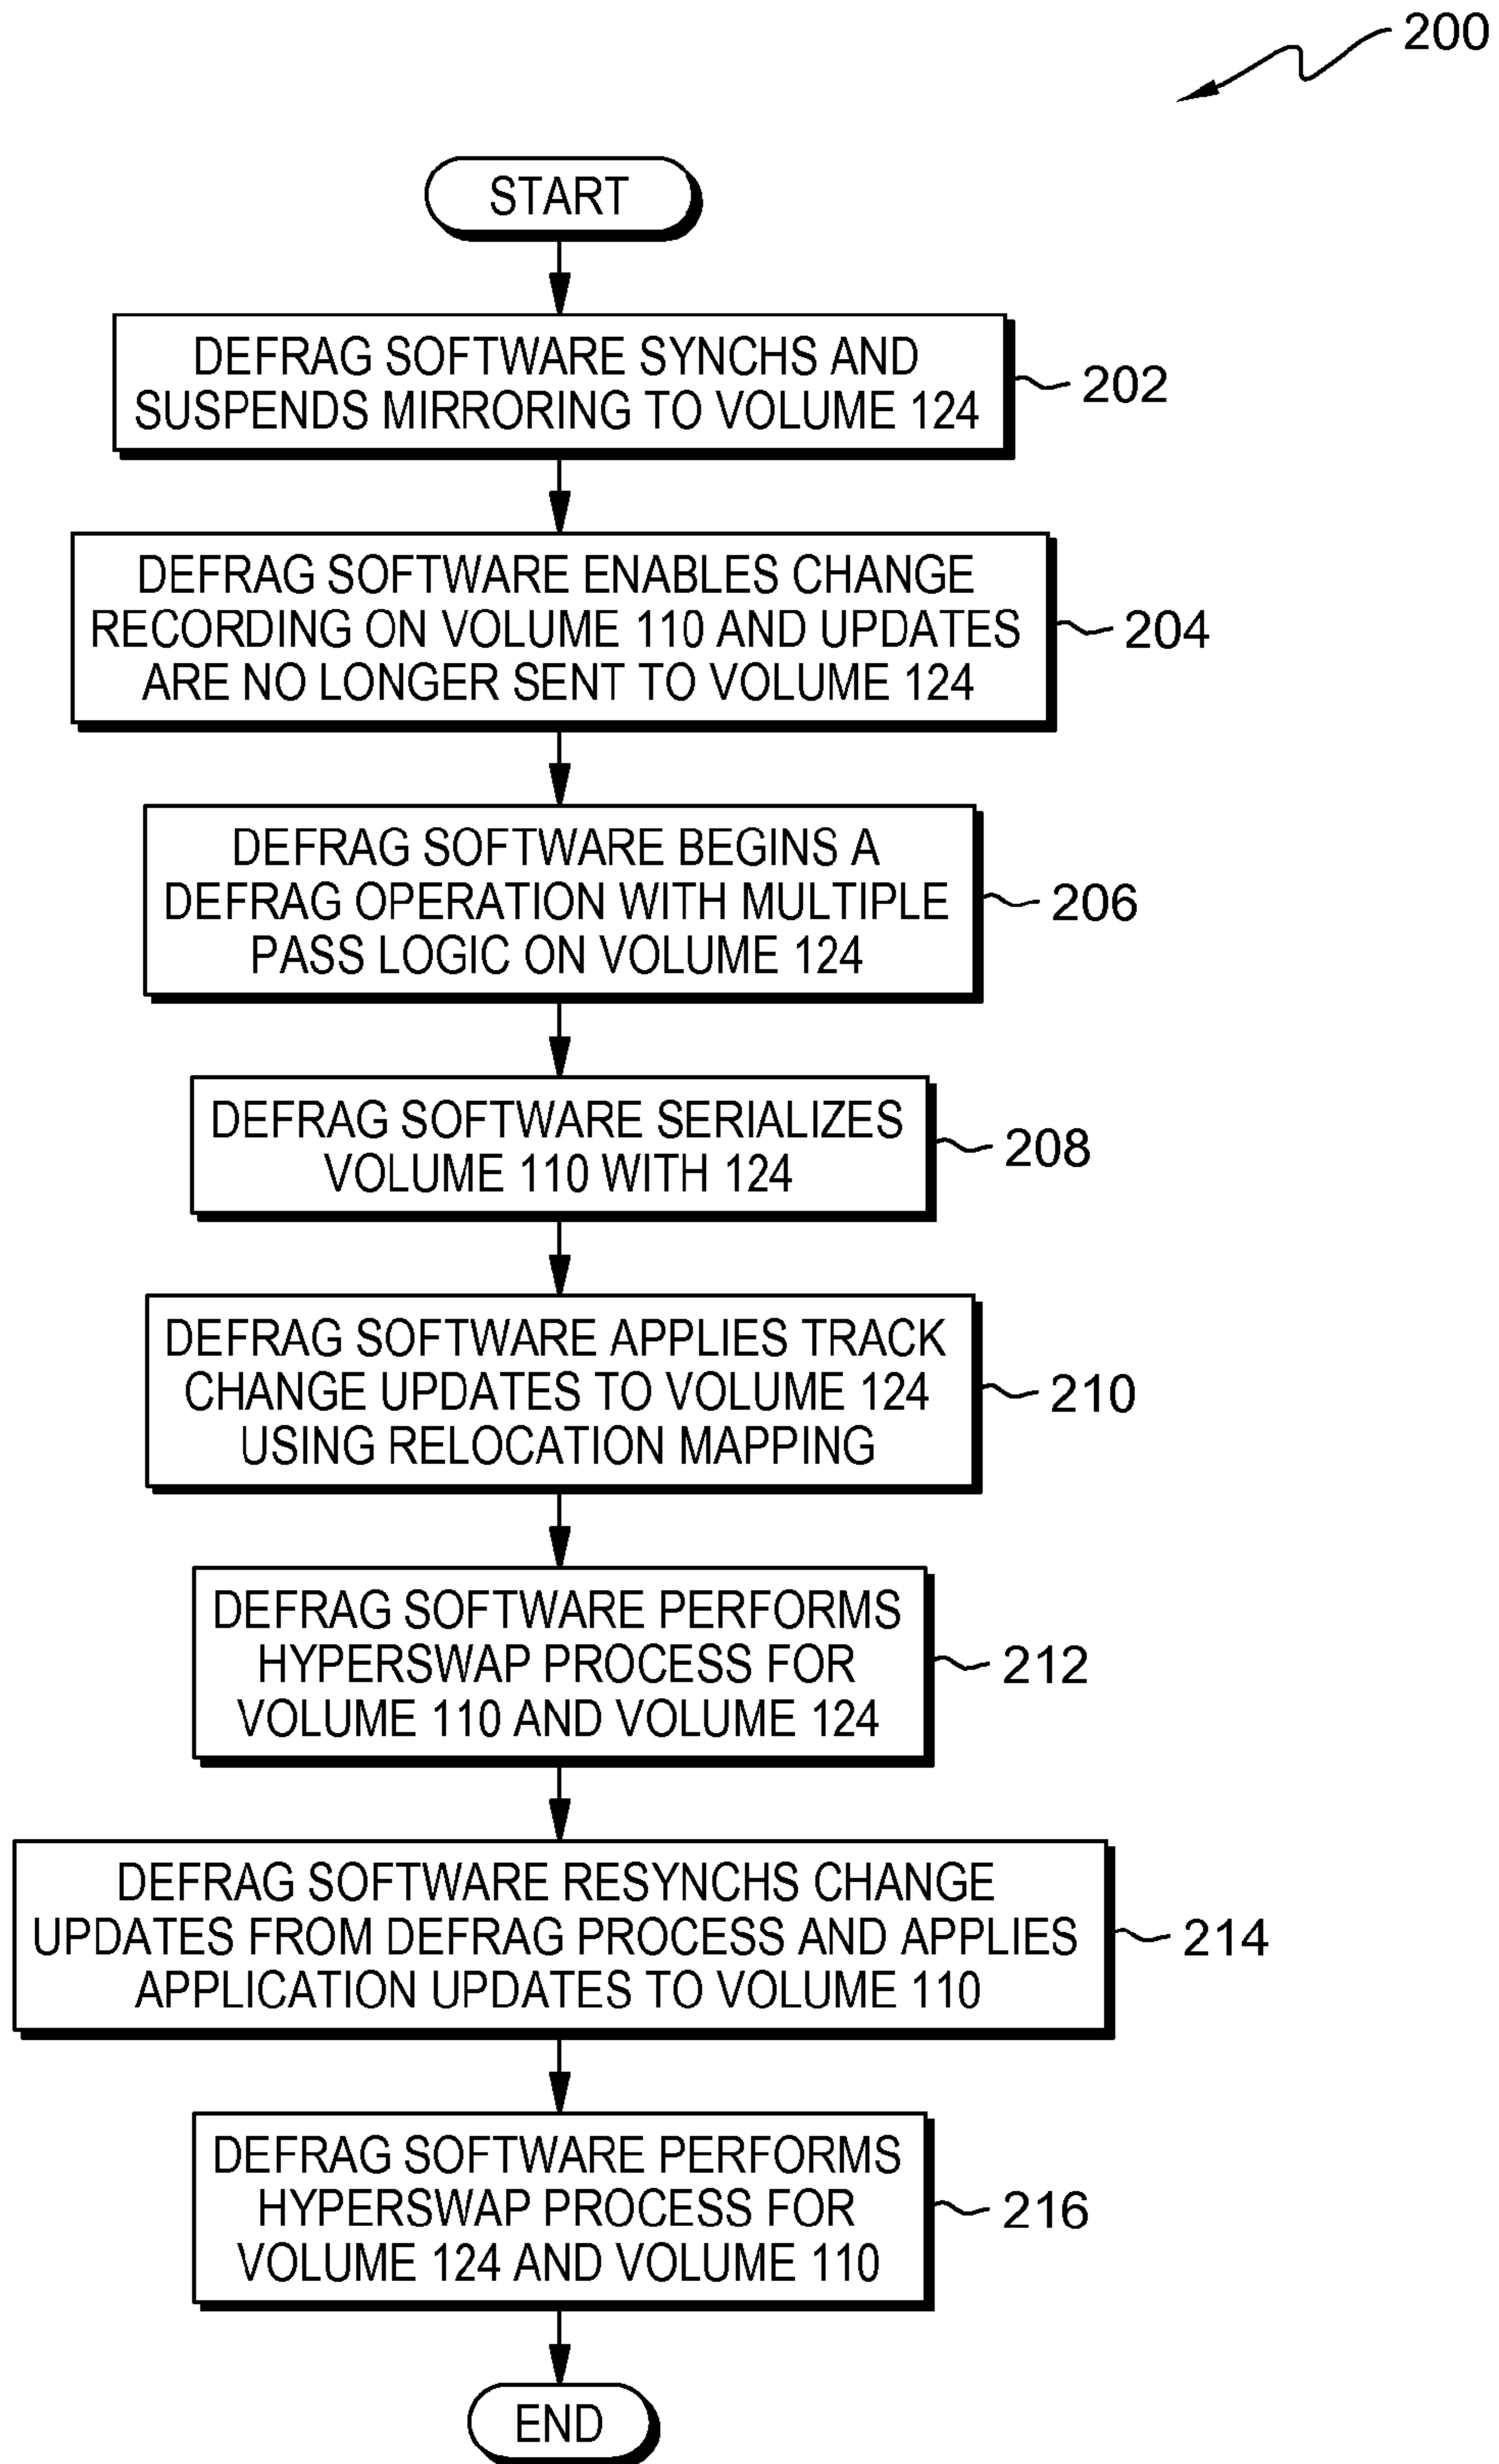 200
START
DEFRAG SOFTWARE SYNCHS AND
SUSPENDS MIRRORING TO VOLUME 124
202
DEFRAG SOFTWARE ENABLES CHANGE
RECORDING ON VOLUME 110 AND UPDATES
ARE NO LONGER SENT TO VOLUME 124
204
DEFRAG SOFTWARE BEGINS A
DEFRAG OPERATION WITH MULTIPLE
PASS LOGIC ON VOLUME 124
206
DEFRAG SOFTWARE SERIALIZES
VOLUME 110 WITH 124
208
DEFRAG SOFTWARE APPLIES TRACK
CHANGE UPDATES TO VOLUME 124
USING RELOCATION MAPPING
210
DEFRAG SOFTWARE PERFORMS
HYPERSWAP PROCESS FOR
VOLUME 110 AND VOLUME 124
212
DEFRAG SOFTWARE RESYNCHS CHANGE
UPDATES FROM DEFRAG PROCESS AND APPLIES
APPLICATION UPDATES TO VOLUME 110
214
DEFRAG SOFTWARE PERFORMS
HYPERSWAP PROCESS FOR
VOLUME 124 AND VOLUME 110
216
END